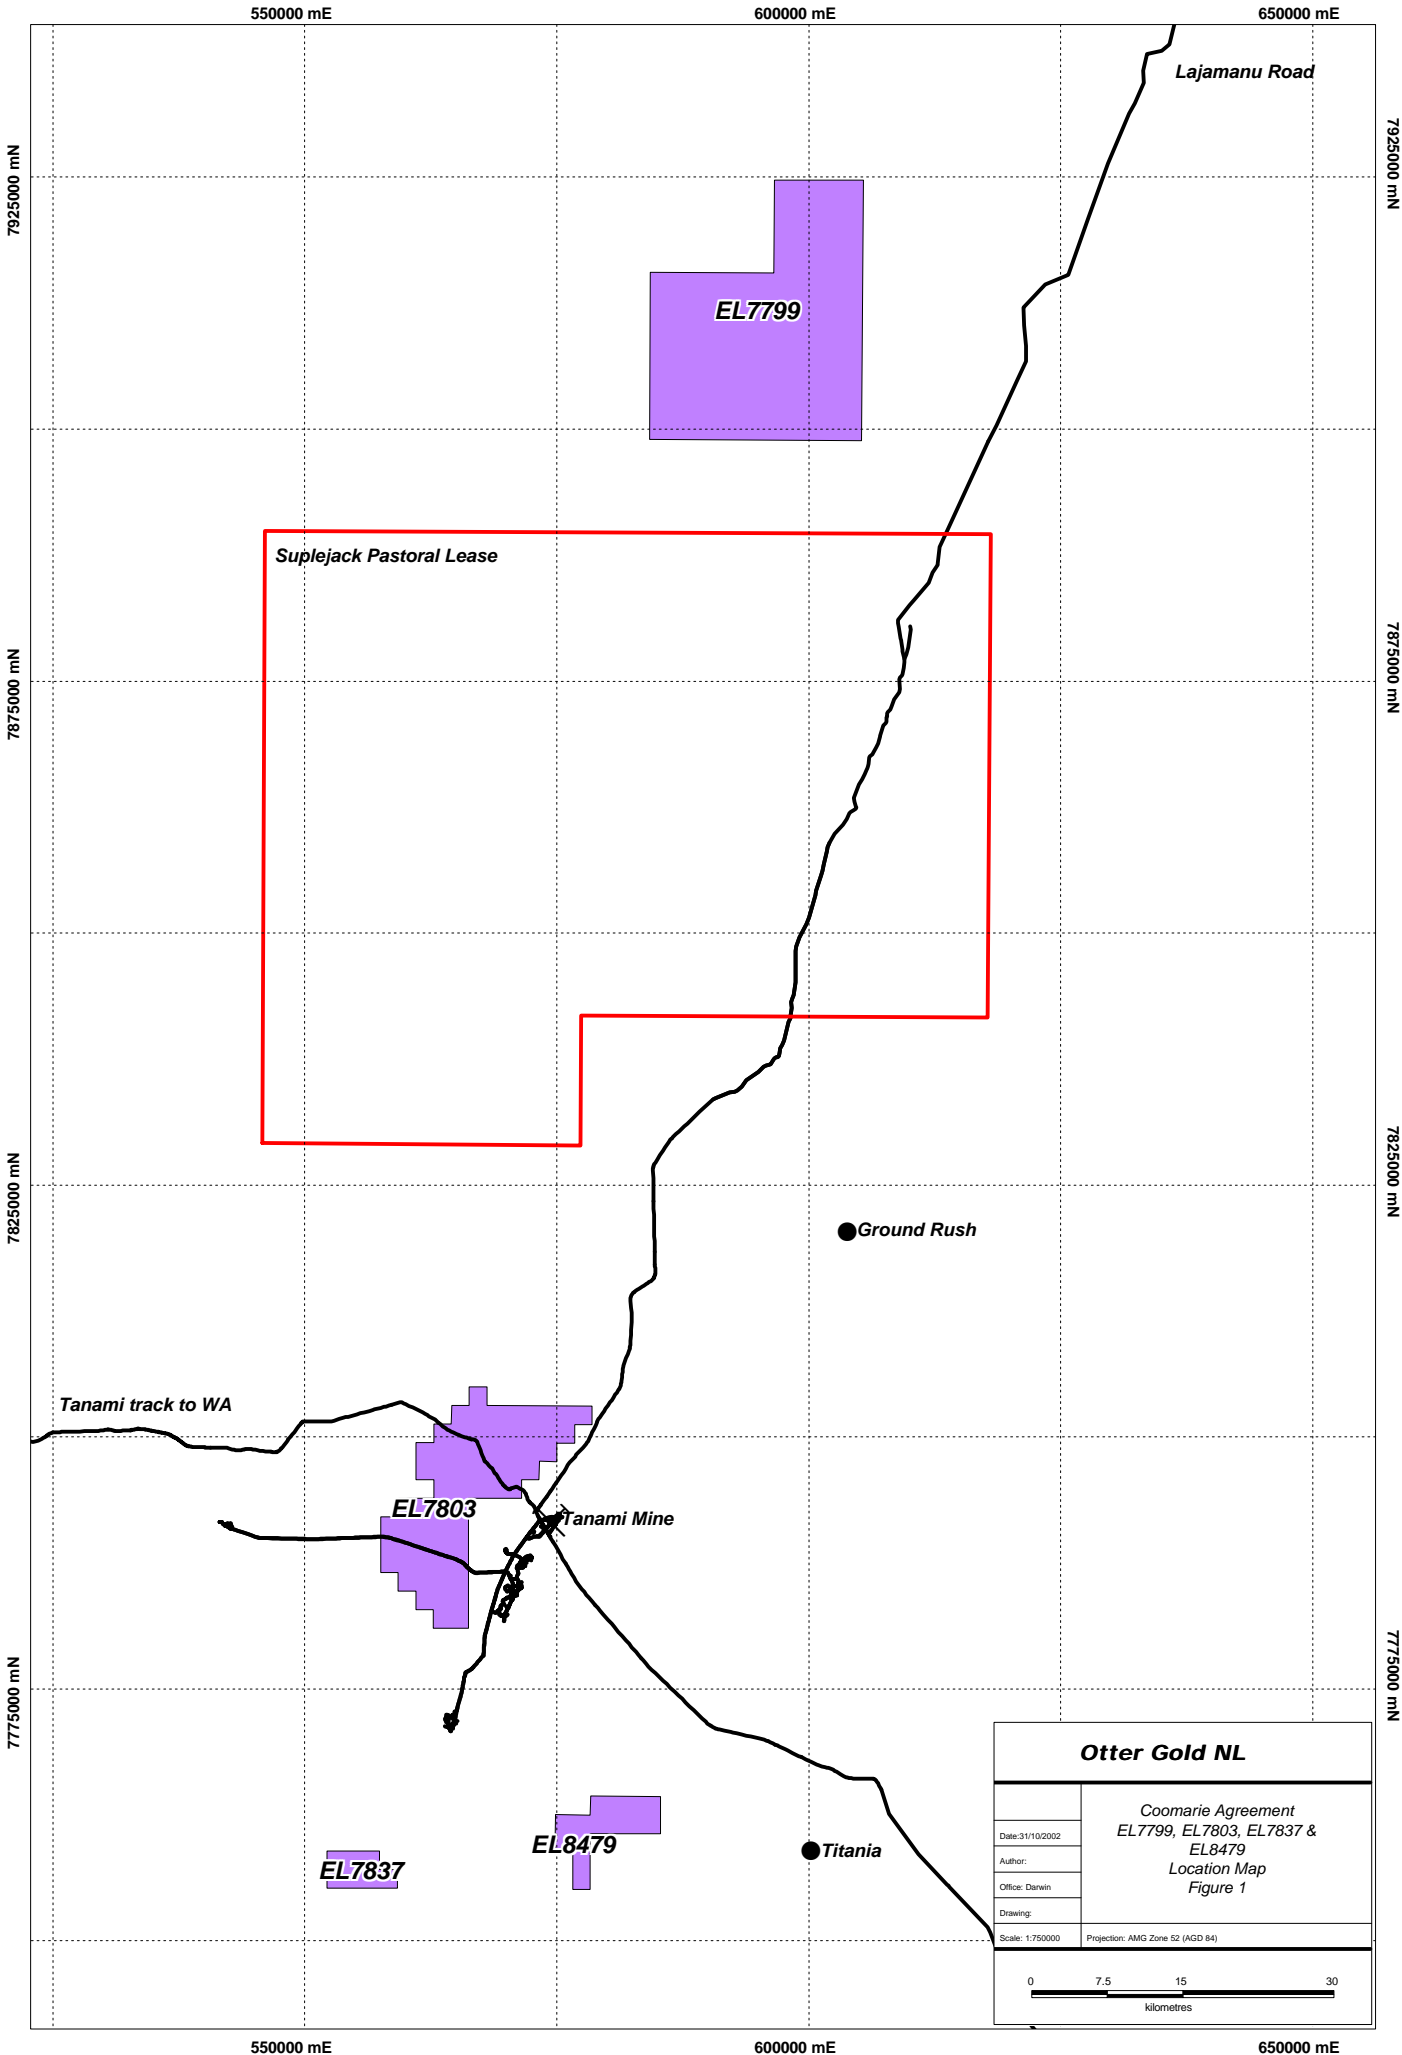 550000 mE
600000 mE
650000 mE
Lajamanu Road
7925000 mN
7925000 mN
EL7799
Suplejack Pastoral Lease
7875000 mN
7875000 mN
7825000 mN
7825000 mN
Ground Rush
Tanami track to WA
EL7803
Tanami Mine
7775000 mN
7775000 mN
EL8479
EL7837
Titania
Otter Gold NL
Coomarie Agreement
EL7799, EL7803, EL7837 &
EL8479
Location Map
Figure 1
Date:31/10/2002
Author:
Office: Darwin
Drawing:
Scale: 1:750000
Projection: AMG Zone 52 (AGD 84)
0 7.5 15 30
kilometres
550000 mE
600000 mE
650000 mE